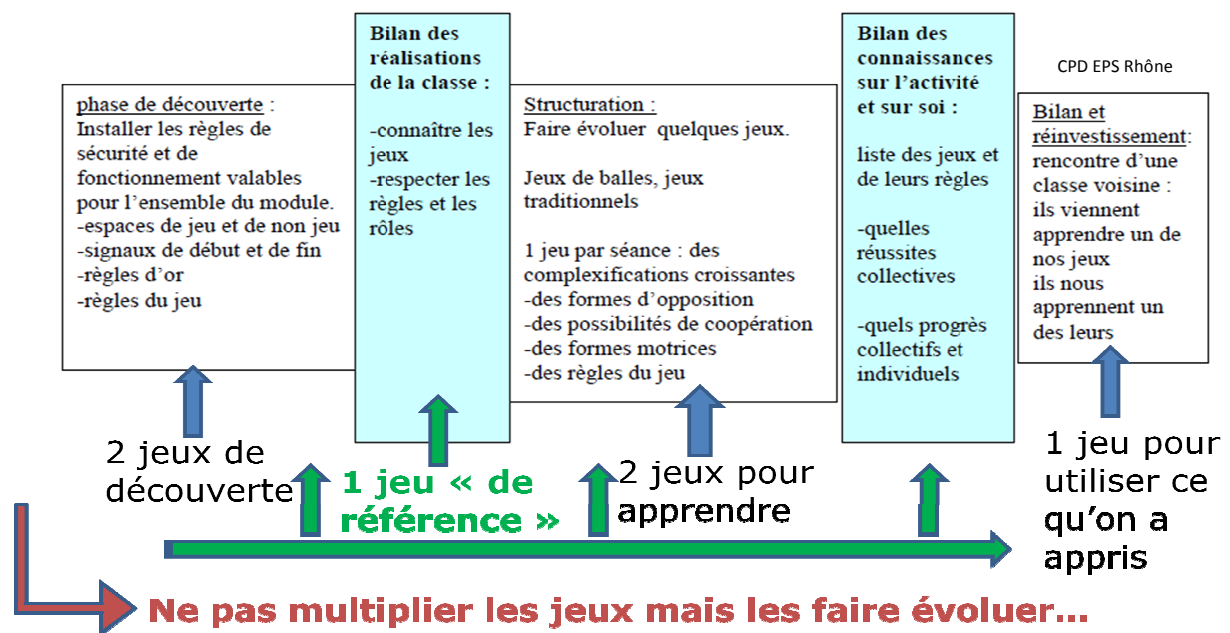 phase de découverte :
Installer les règles de
sécurité et de
fonctionnement valables
pour l'ensemble du module.
-espaces de jeu et de non jeu
-signaux de début et de fin
-règles d'or
-règles du jeu
Bilan des
réalisations
de la classe :
-connaître les
jeux
-respecter les
règles et les
rôles
Structuration :
Faire évoluer quelques jeux.
Jeux de balles, jeux
traditionnels
1 jeu par séance : des
complexifications croissantes
-des formes d'opposition
-des possibilités de coopération
-des formes motrices
-des règles du jeu
Bilan des
connaissances
sur l'activité
et sur soi :
liste des jeux et
de leurs règles
-quelles
réussites
collectives
-quels progrès
collectifs et
individuels
CPD EPS Rhône
Bilan et
réinvestissement:
rencontre d'une
classe voisine :
ils viennent
apprendre un de
nos jeux
ils nous
apprennent un
des leurs
2 jeux de
découverte
1 jeu « de
référence »
2 jeux pour
apprendre
1 jeu pour
utiliser ce
qu'on a
appris
Ne pas multiplier les jeux mais les faire évoluer...